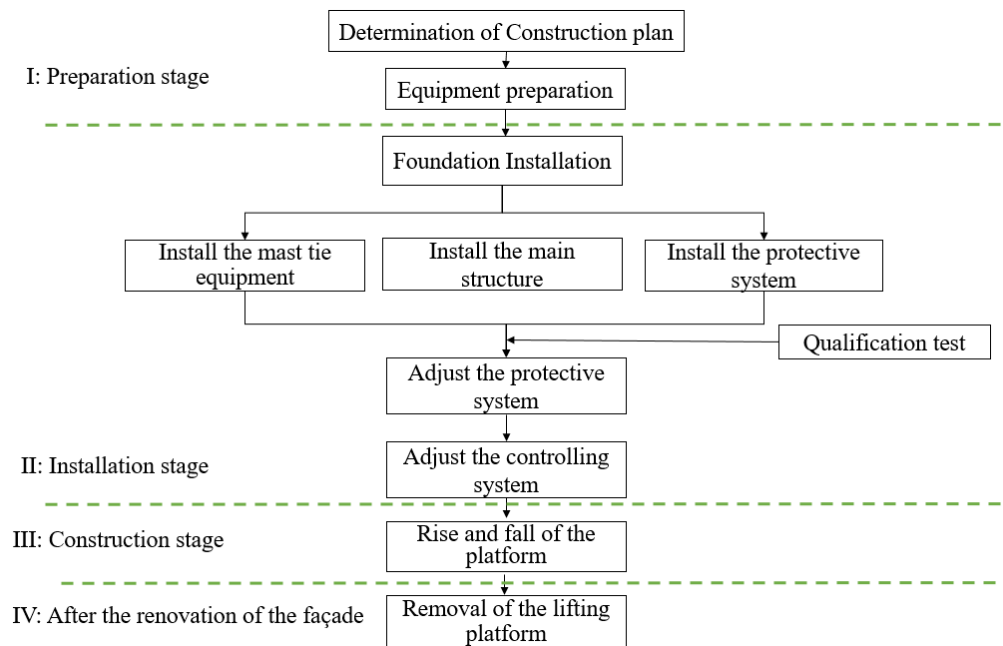 Determination of Construction plan
I: Preparation stage
Equipment preparation
Foundation Installation
Install the mast tie
equipment
Install the main
structure
Install the protective
system
Qualification test
Adjust the protective
system
II: Installation stage
Adjust the controlling
system
III: Construction stage
Rise and fall of the
platform
IV: After the renovation of the façade
Removal of the lifting
platform